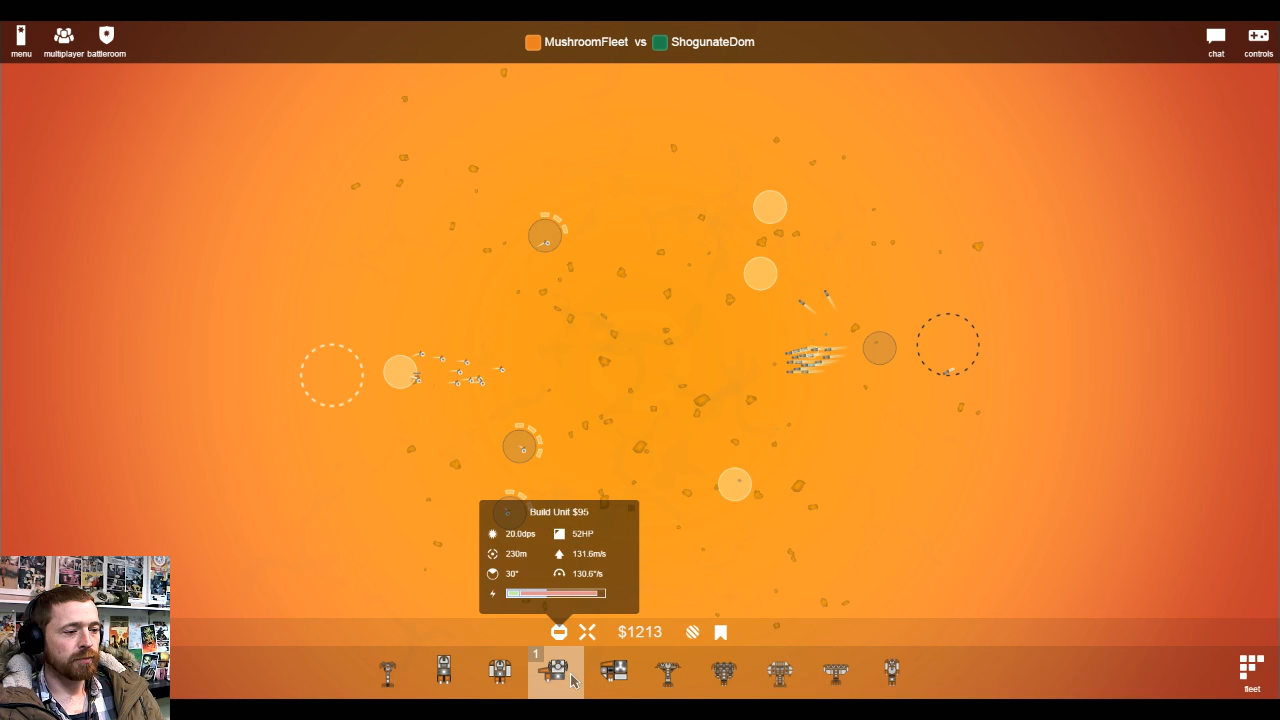 menu
multiplayer
battleroom
MushroomFleet vs ShogunateDom
chat
controls
Build Unit $95
20.0dps
52HP
230m
131.6m/s
30°
130.6°/s
$1213
1
fleet